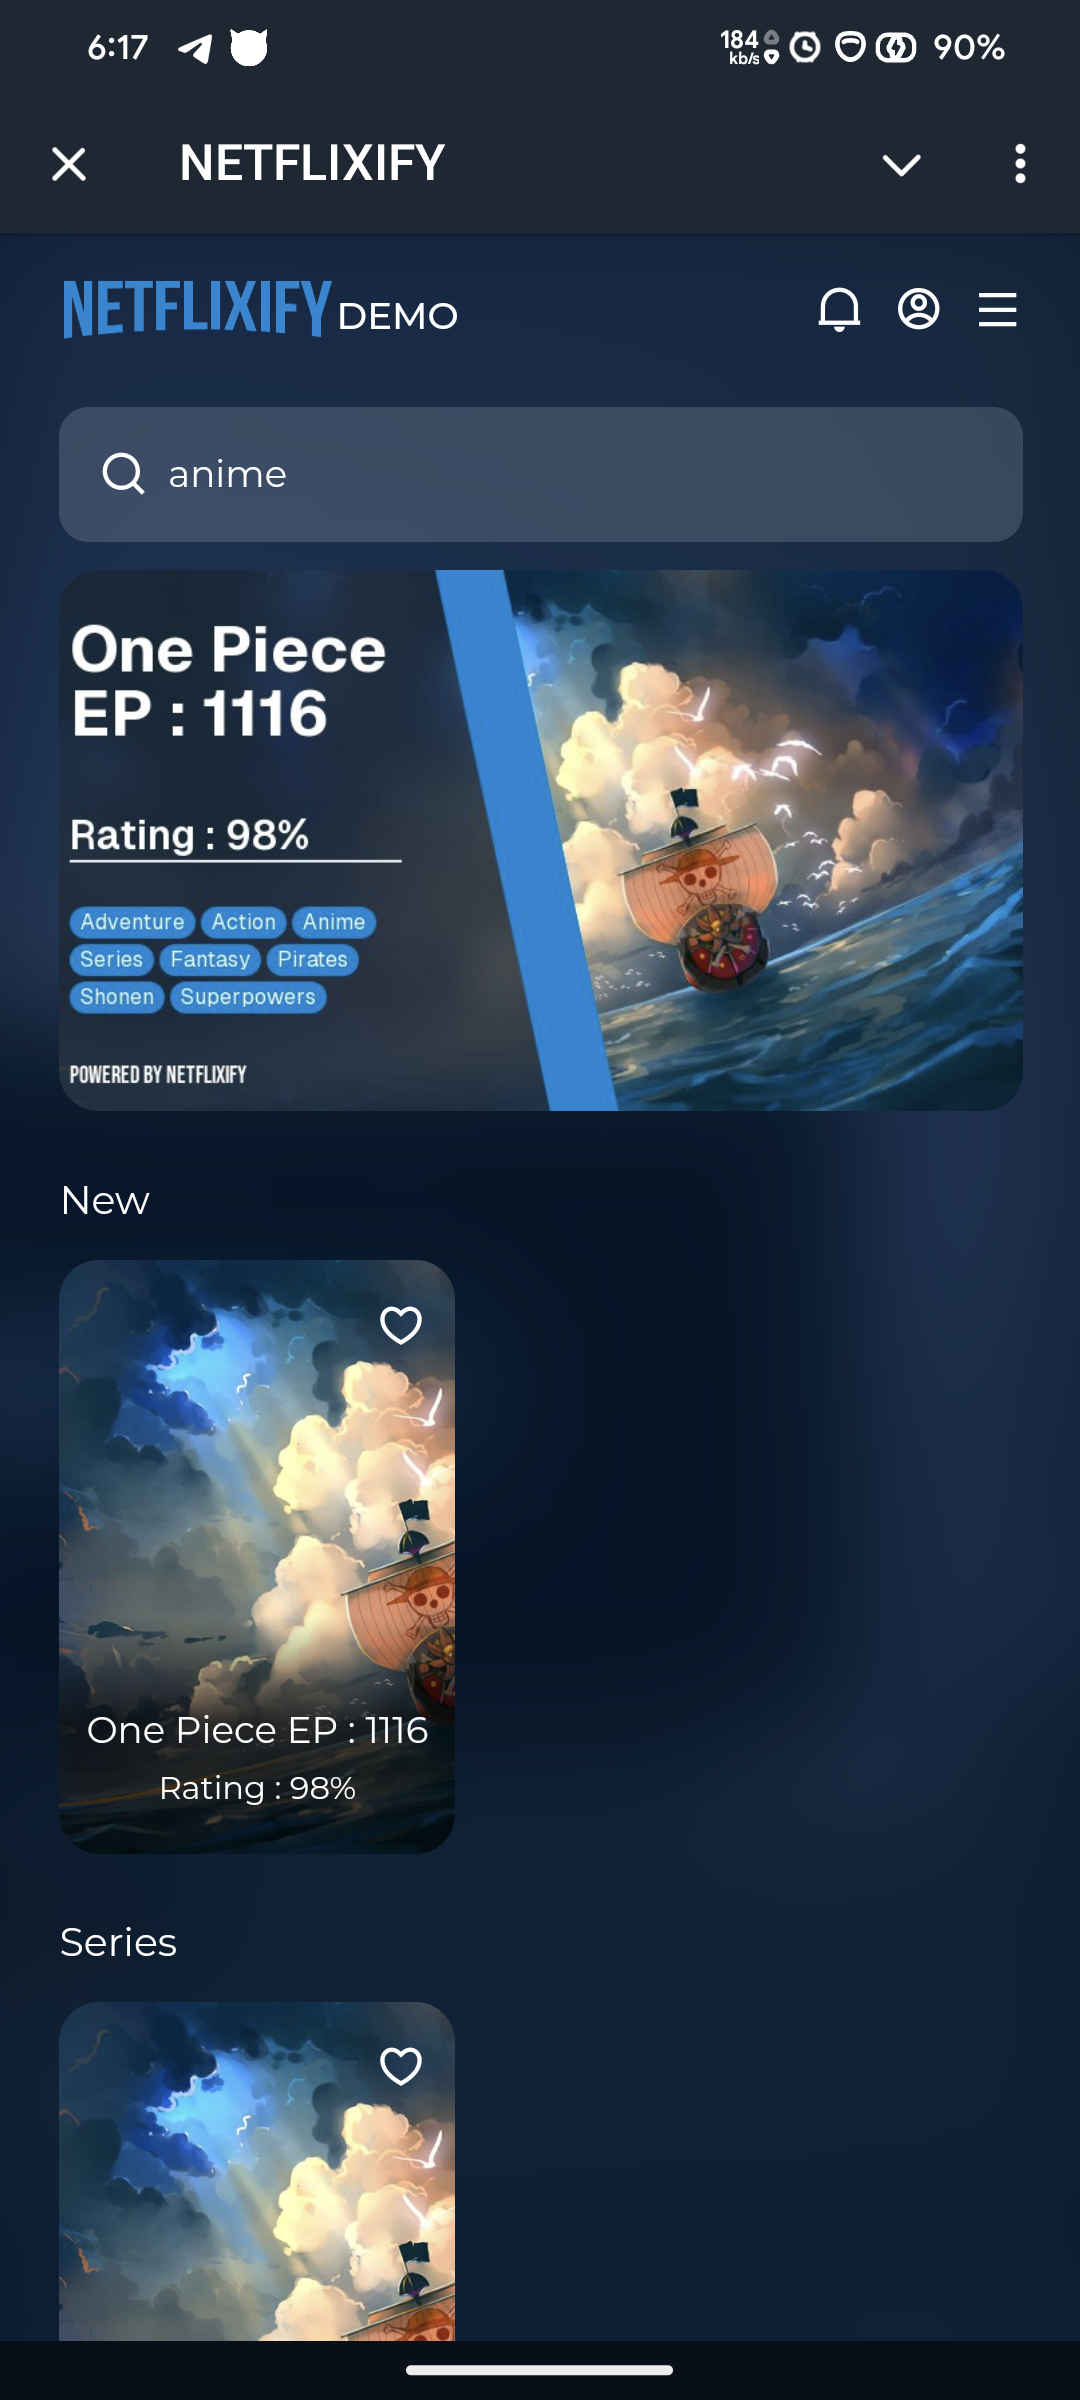 6:17
184
kb/s
90%
NETFLIXIFY
NETFLIXIFY DEMO
anime
One Piece
EP : 1116
Rating : 98%
Adventure Action Anime
Series Fantasy Pirates
Shonen Superpowers
POWERED BY NETFLIXIFY
New
One Piece EP : 1116
Rating : 98%
Series